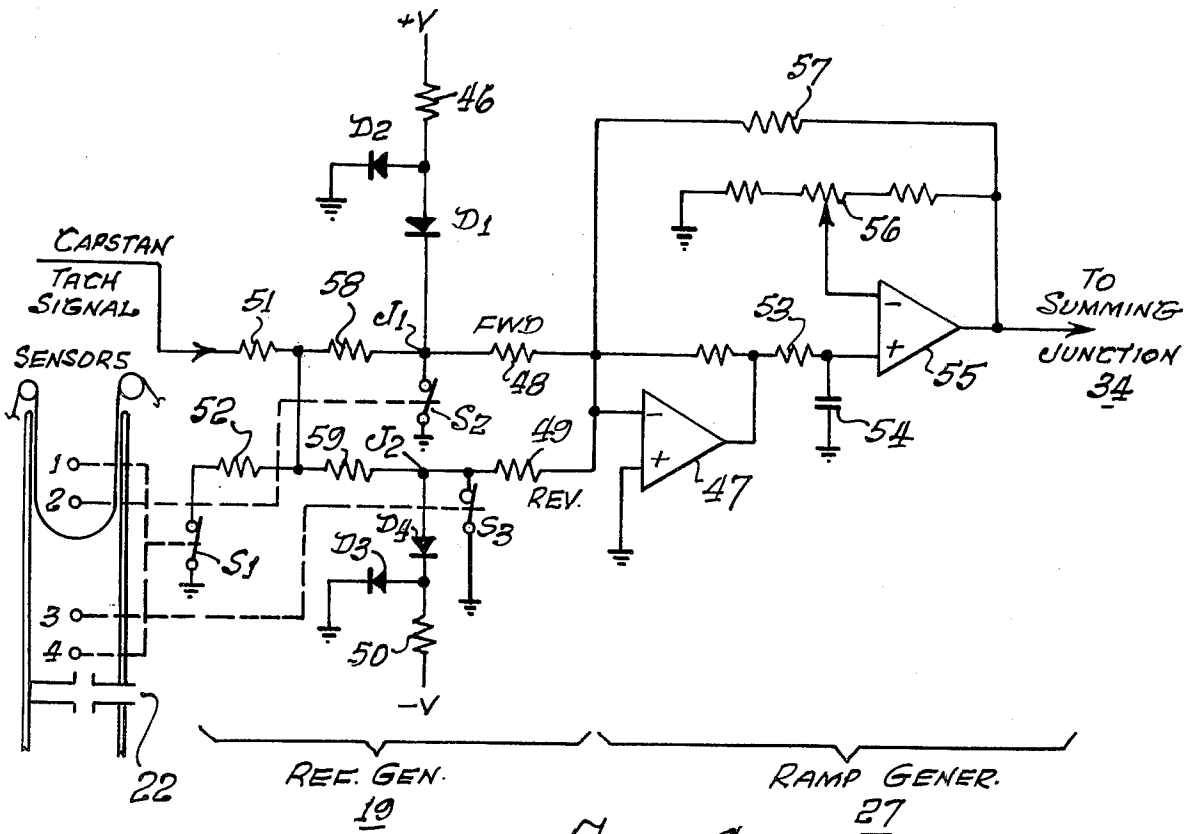 +V
46
57
D2
D1
56
CAPSTAN
TACH
SIGNAL
51
58
J1
FWD
48
53
TO
SUMMING
JUNCTION
34
-
+
55
54
SENSORS
52
S2
59
J2
49
REV.
-
+
47
1
2
3
4
S1
D4
D3
S3
50
-V
22
REF. GEN.
19
RAMP GENER.
27